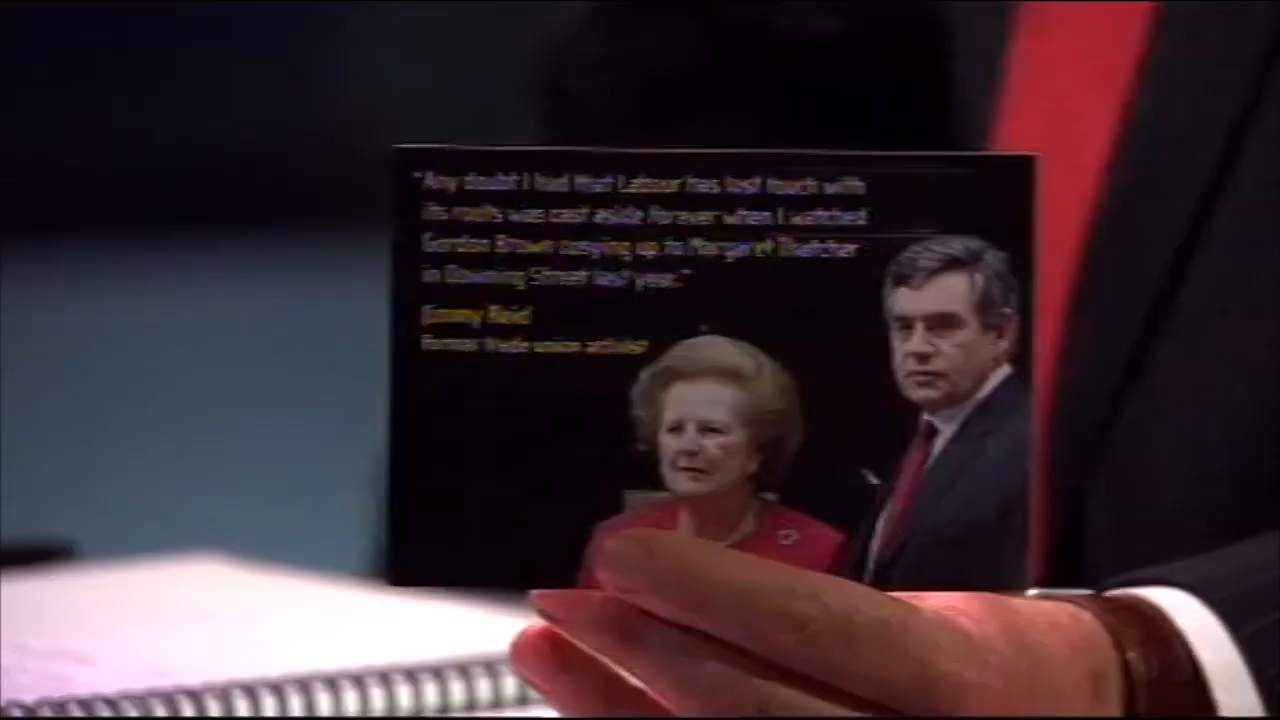 "Any doubt I had that Labour has lost touch with
its roots was cast aside forever when I watched
Gordon Brown cosying up to Margaret Thatcher
in Downing Street last year."
Jimmy Reid
Former trade union activist